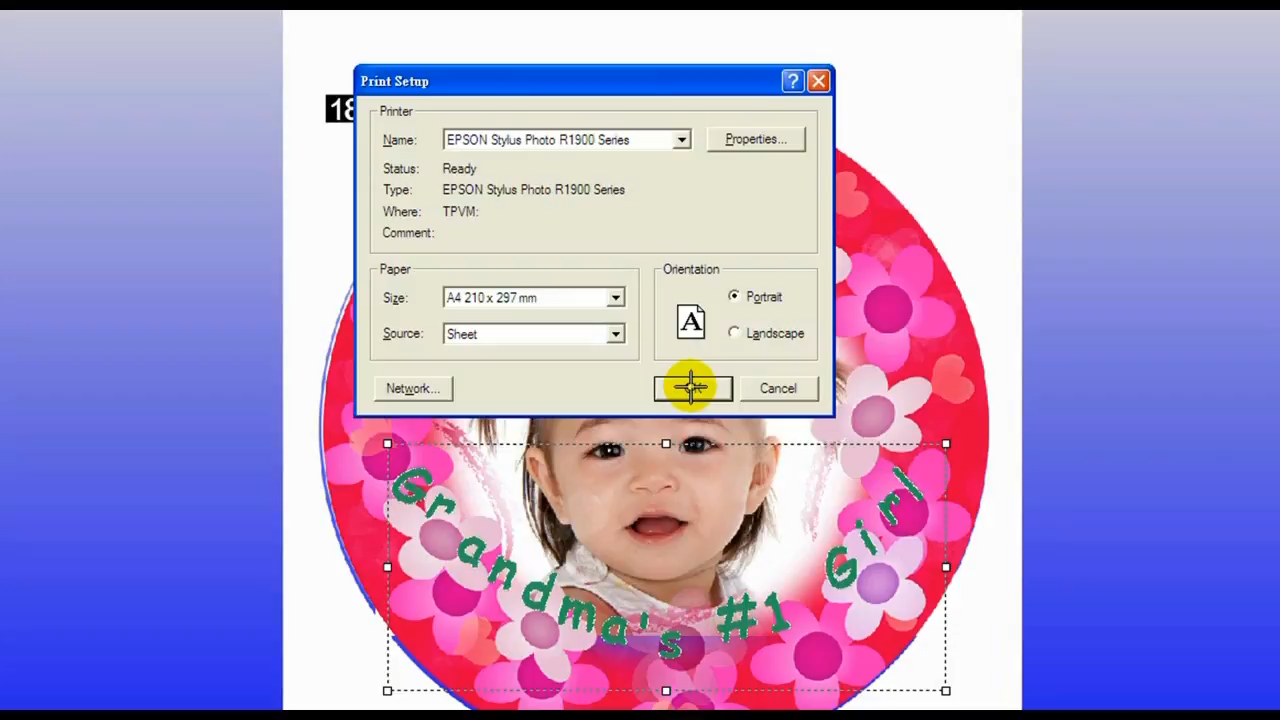 Print Setup
18
Printer
Name: EPSON Stylus Photo R1900 Series Properties...
Status: Ready
Type: EPSON Stylus Photo R1900 Series
Where: TPVM:
Comment:
Paper
Size: A4 210 x 297 mm
Source: Sheet
Orientation
A
Portrait
Landscape
Network... Cancel
Grandma's #1 Girl